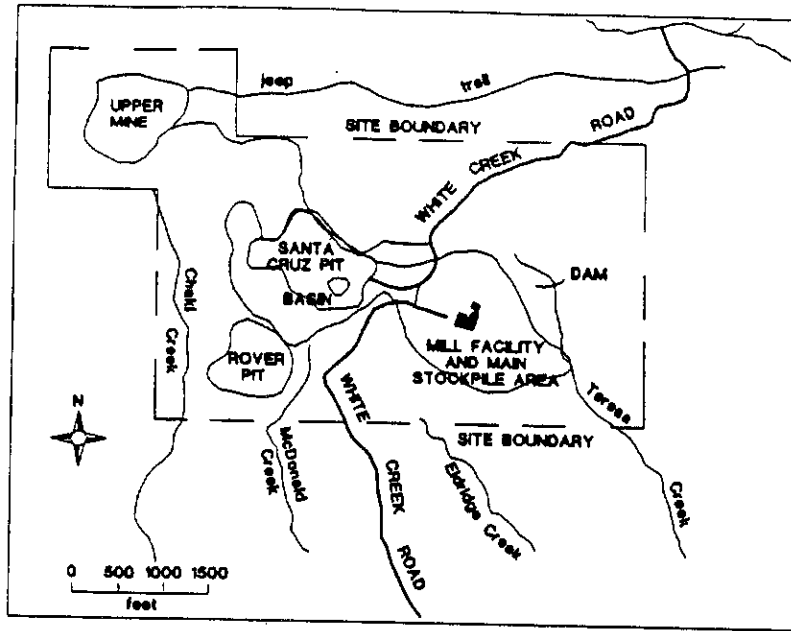 jeep
trail
UPPER
MINE
SITE BOUNDARY
ROAD
WHITE CREEK
SANTA
CRUZ PIT
BASIN
DAM
Chaki
Creek
MILL FACILITY
AND MAIN
STOCKPILE AREA
ROVER
PIT
N
WHITE
CREEK
ROAD
Teresa
Creek
SITE BOUNDARY
McDonald
Creek
Eldridge Creek
0 500 1000 1500
feet